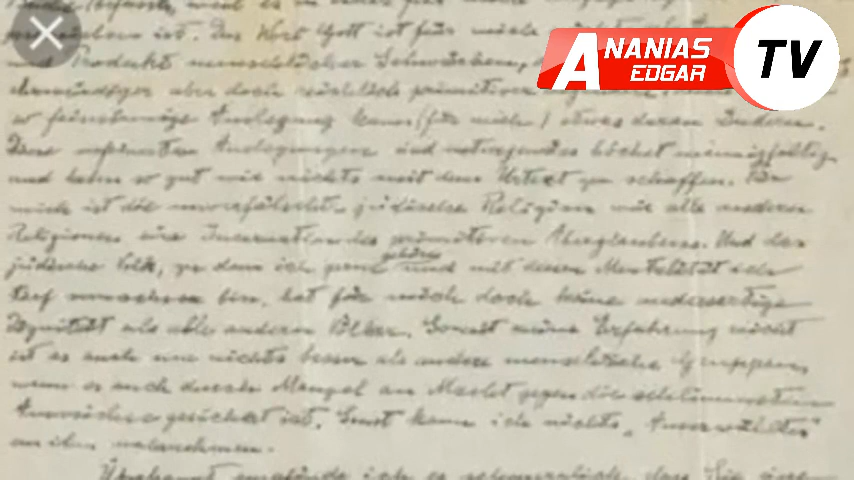 ist. Das Wort Gott ist für mich nichts als
und Produkt menschlicher Schwächen,
ehrwürdiger aber doch reichlich primitiver
so feinsinnige Auslegung kann (für mich) etwas daran ändern.
Diese verfeinerten Auslegungen sind naturgemäss höchst mannigfaltig
und haben so gut wie nichts mit dem Urtext zu schaffen. Für
mich ist die unverfälschte jüdische Religion wie alle anderen
Religionen eine Incarnation des primitiven Aberglaubens. Und das
jüdische Volk, zu dem ich gern gehöre und mit dessen Mentalität ich
tief verwachsen bin, hat für mich doch keine andersartige
Dignität als alle anderen Völker. Soweit meine Erfahrung reicht
ist es auch um nichts besser als andere menschliche Gruppen,
wenn es auch durch Mangel an Macht gegen die schlimmsten
Auswüchse gesichert ist. Sonst kann ich nichts „Auserwähltes"
an ihm wahrnehmen.
Überhaupt empfinde ich es schmerzlich, dass Sie
ANANIAS
EDGAR
TV